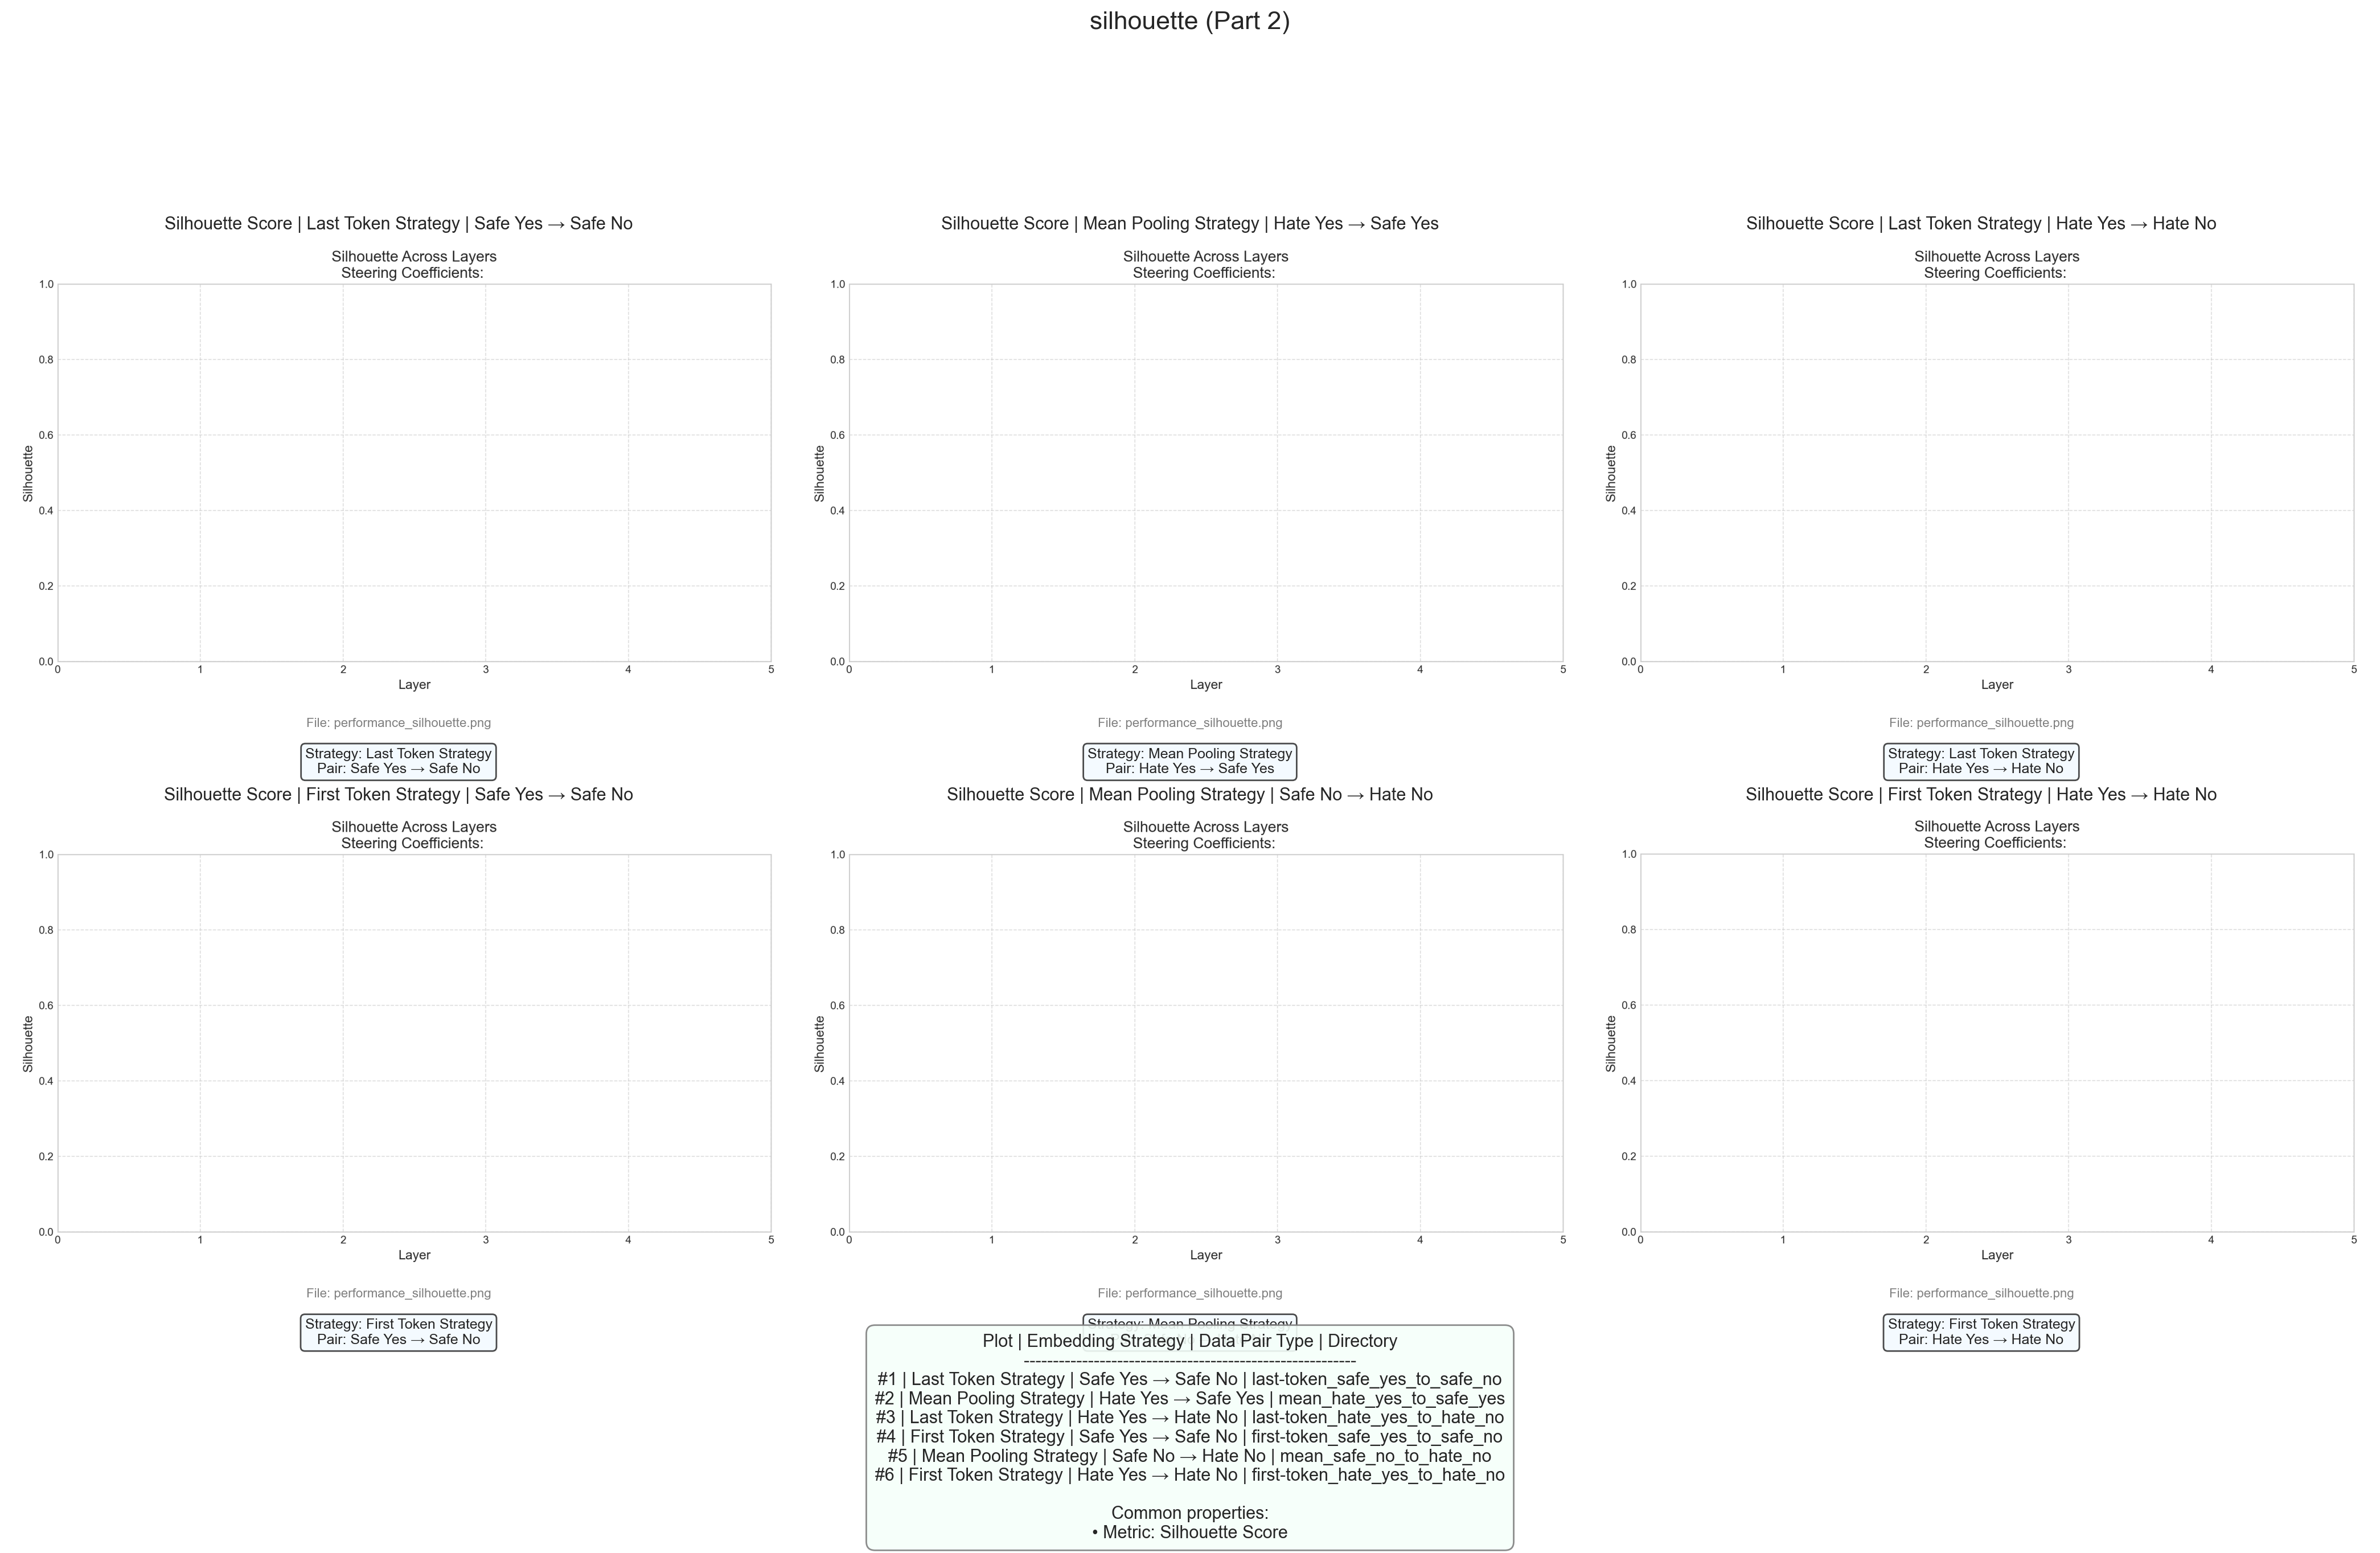 silhouette (Part 2)
Silhouette Score | Last Token Strategy | Safe Yes → Safe No
Silhouette Across Layers
Steering Coefficients:
1.0
0.8
0.6
0.4
0.2
0.0
Silhouette
0 1 2 3 4 5
Layer
File: performance_silhouette.png
Strategy: Last Token Strategy
Pair: Safe Yes → Safe No
Silhouette Score | Mean Pooling Strategy | Hate Yes → Safe Yes
Silhouette Across Layers
Steering Coefficients:
1.0
0.8
0.6
0.4
0.2
0.0
Silhouette
0 1 2 3 4 5
Layer
File: performance_silhouette.png
Strategy: Mean Pooling Strategy
Pair: Hate Yes → Safe Yes
Silhouette Score | Last Token Strategy | Hate Yes → Hate No
Silhouette Across Layers
Steering Coefficients:
1.0
0.8
0.6
0.4
0.2
0.0
Silhouette
0 1 2 3 4 5
Layer
File: performance_silhouette.png
Strategy: Last Token Strategy
Pair: Hate Yes → Hate No
Silhouette Score | First Token Strategy | Safe Yes → Safe No
Silhouette Across Layers
Steering Coefficients:
1.0
0.8
0.6
0.4
0.2
0.0
Silhouette
0 1 2 3 4 5
Layer
File: performance_silhouette.png
Strategy: First Token Strategy
Pair: Safe Yes → Safe No
Silhouette Score | Mean Pooling Strategy | Safe No → Hate No
Silhouette Across Layers
Steering Coefficients:
1.0
0.8
0.6
0.4
0.2
0.0
Silhouette
0 1 2 3 4 5
Layer
File: performance_silhouette.png
Strategy: Mean Pooling Strategy
Silhouette Score | First Token Strategy | Hate Yes → Hate No
Silhouette Across Layers
Steering Coefficients:
1.0
0.8
0.6
0.4
0.2
0.0
Silhouette
0 1 2 3 4 5
Layer
File: performance_silhouette.png
Strategy: First Token Strategy
Pair: Hate Yes → Hate No
Plot | Embedding Strategy | Data Pair Type | Directory
------------------------------------------------------------
#1 | Last Token Strategy | Safe Yes → Safe No | last-token_safe_yes_to_safe_no
#2 | Mean Pooling Strategy | Hate Yes → Safe Yes | mean_hate_yes_to_safe_yes
#3 | Last Token Strategy | Hate Yes → Hate No | last-token_hate_yes_to_hate_no
#4 | First Token Strategy | Safe Yes → Safe No | first-token_safe_yes_to_safe_no
#5 | Mean Pooling Strategy | Safe No → Hate No | mean_safe_no_to_hate_no
#6 | First Token Strategy | Hate Yes → Hate No | first-token_hate_yes_to_hate_no
Common properties:
• Metric: Silhouette Score